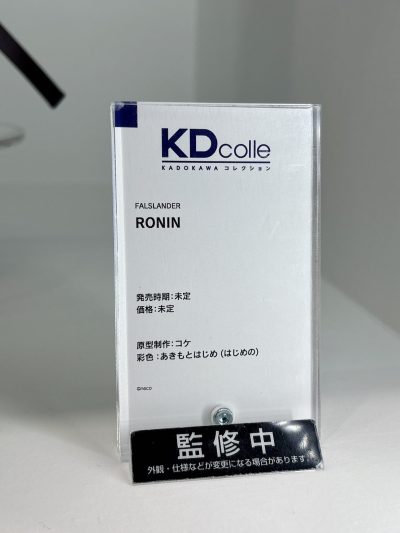 KDcolle
KADOKAWA コレクション
FALSLANDER
RONIN
発売時期:未定
価格:未定
原型制作:コケ
彩色:あきもとはじめ (はじめの)
©neco
監修中
外観・仕様などが変更になる場合があります